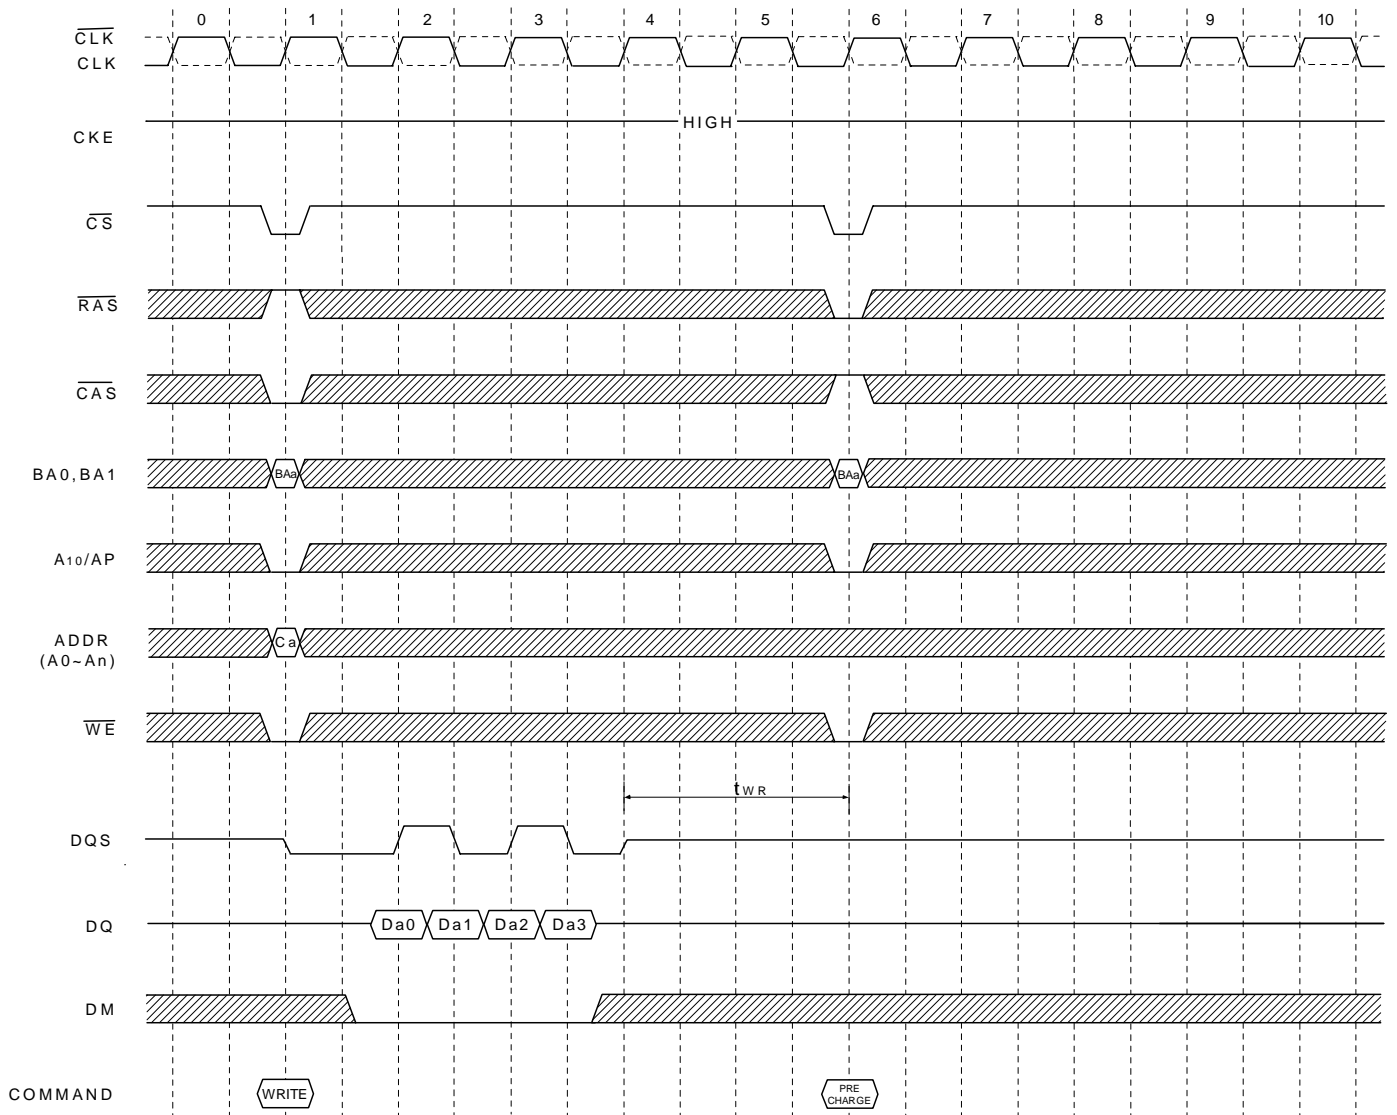 0 1 2 3 4 5 6 7 8 9 10
CLK
CLK
CKE
HIGH
CS
RAS
CAS
BA0,BA1
BAa
BAa
A10/AP
ADDR
(A0~An)
Ca
WE
tWR
DQS
DQ
Da0 Da1 Da2 Da3
DM
COMMAND
WRITE
PRE
CHARGE